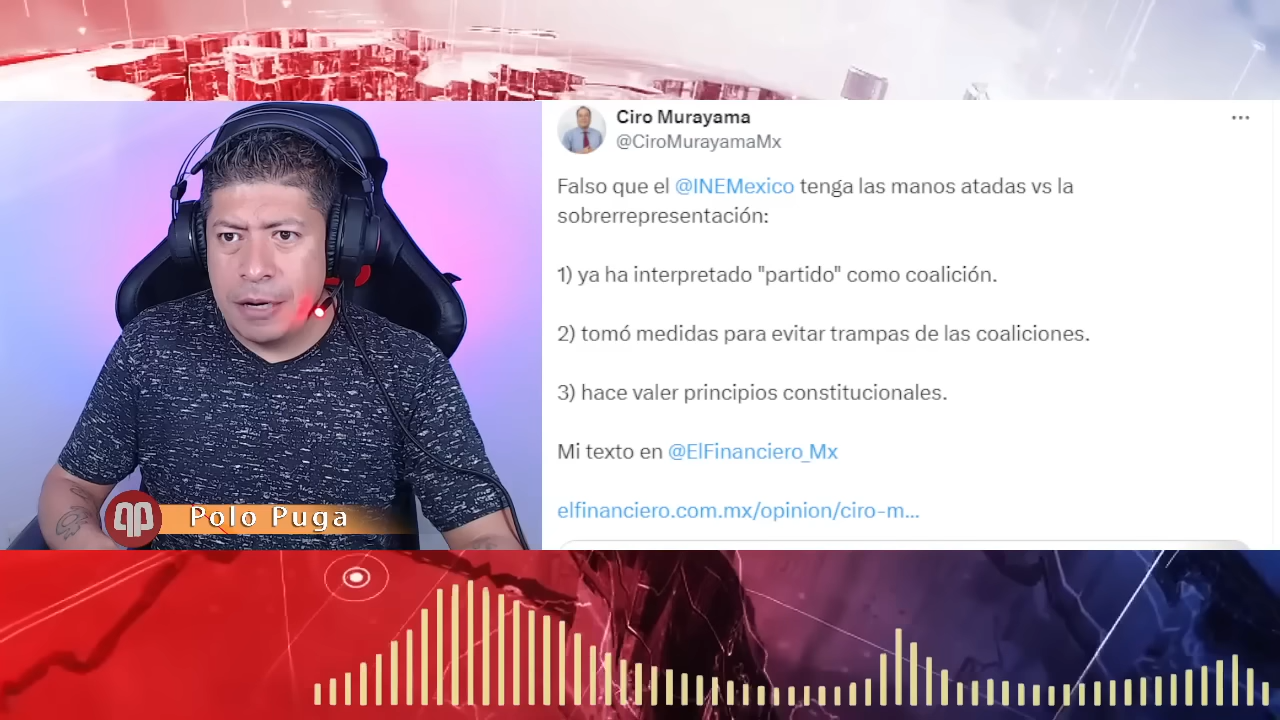 Ciro Murayama
@CiroMurayamaMx
Falso que el @INEMexico tenga las manos atadas vs la
sobrerrepresentación:
1) ya ha interpretado "partido" como coalición.
2) tomó medidas para evitar trampas de las coaliciones.
3) hace valer principios constitucionales.
Mi texto en @ElFinanciero_Mx
elfinanciero.com.mx/opinion/ciro-m...
Polo Puga